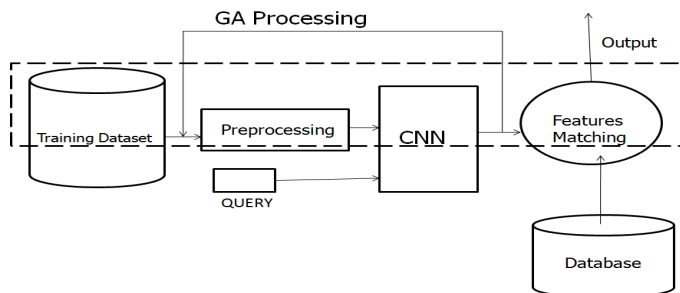 GA Processing
Output
Training Dataset
Preprocessing
CNN
Features
Matching
QUERY
Database